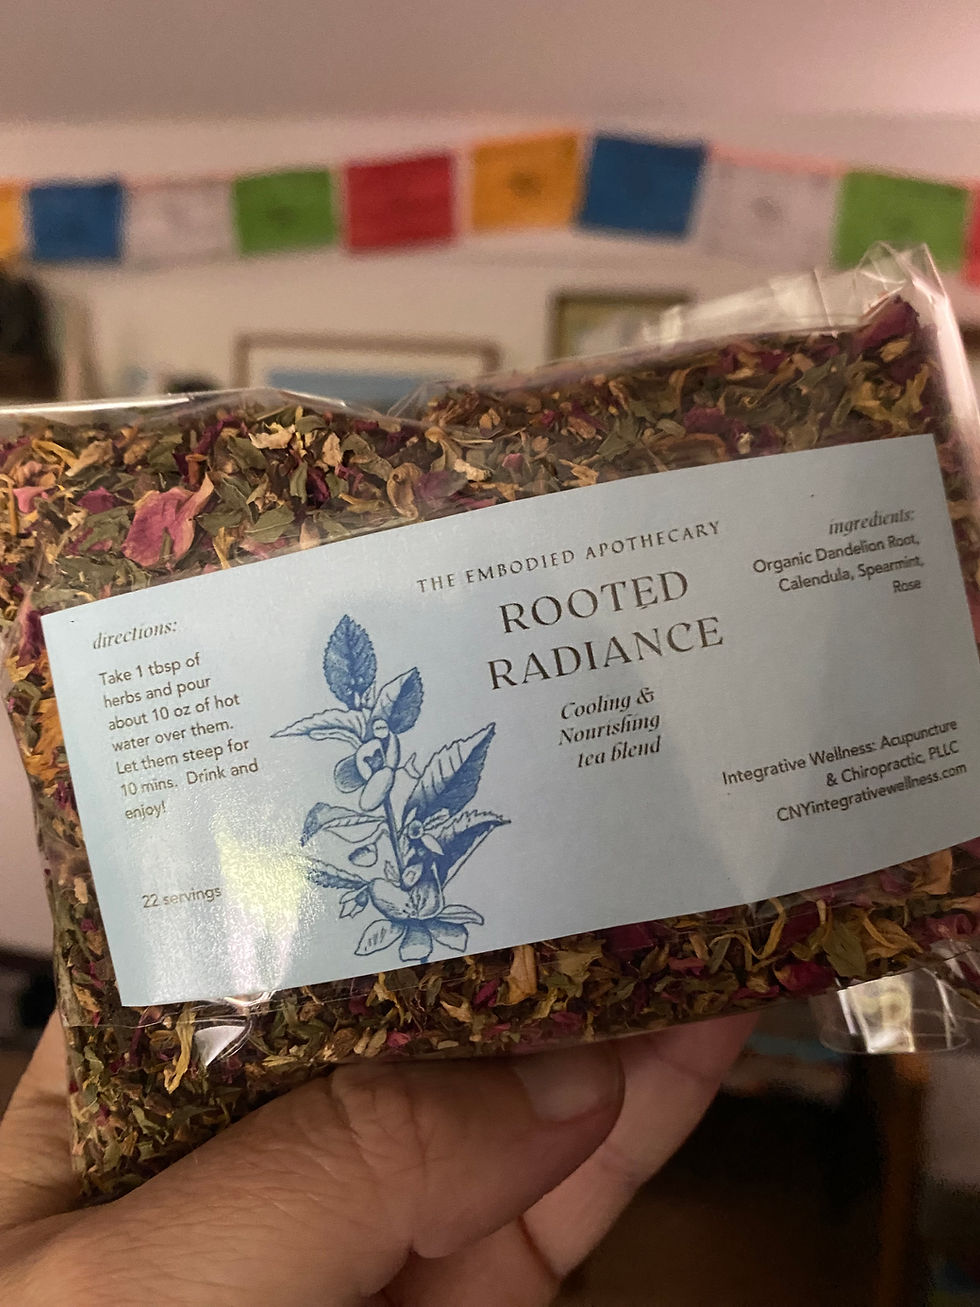 THE EMBODIED APOTHECARY
ROOTED
RADIANCE
Cooling &
Nourishing
tea blend
directions:
Take 1 tbsp of
herbs and pour
about 10 oz of hot
water over them.
Let them steep for
10 mins. Drink and
enjoy!
22 servings
ingredients:
Organic Dandelion Root,
Calendula, Spearmint,
Rose
Integrative Wellness: Acupuncture
& Chiropractic, PLLC
CNYintegrativewellness.com